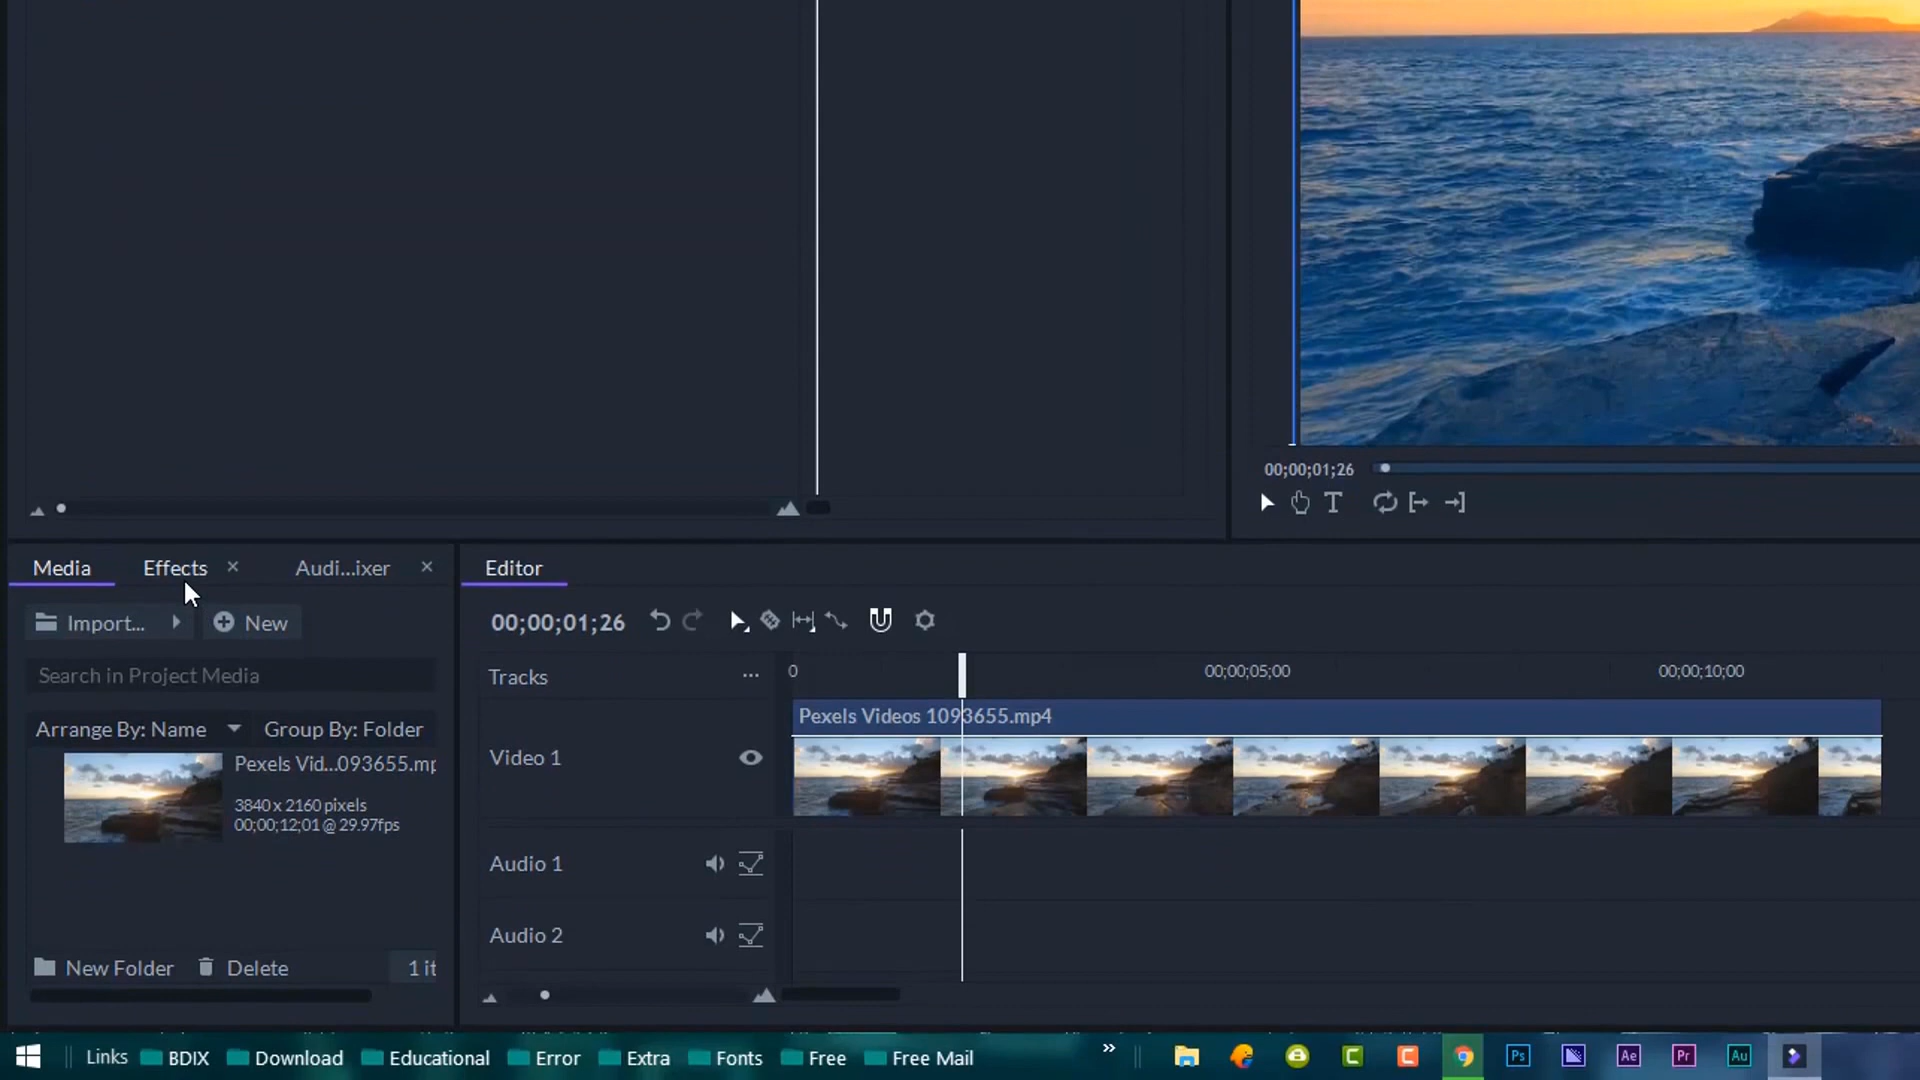 00;00;01;26
T
Media
Effects
Audi...ixer
Editor
Import...
New
00;00;01;26
Search in Project Media
Tracks
0
00;00;05;00
00;00;10;00
Arrange By: Name
Group By: Folder
Pexels Videos 1093655.mp4
Pexels Vid...093655.mp
3840 x 2160 pixels
00;00;12;01 @ 29.97fps
Video 1
Audio 1
Audio 2
New Folder
Delete
1 it
Links
BDIX
Download
Educational
Error
Extra
Fonts
Free
Free Mail
»
C
C
Ps
Ae
Pr
Au